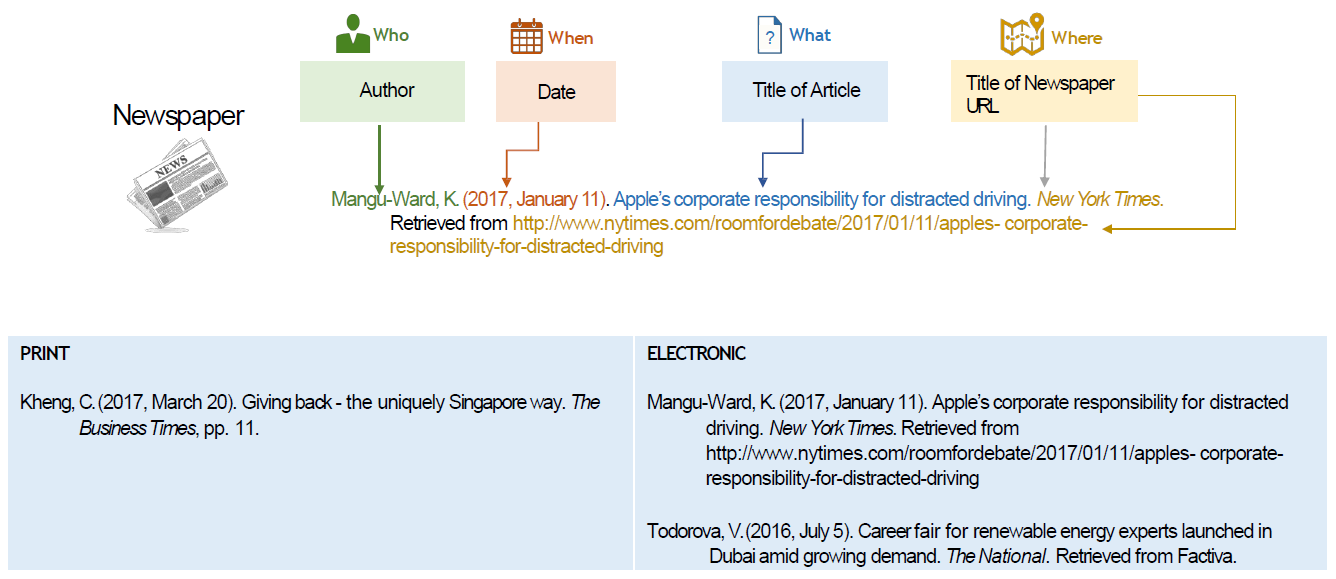 Who
When
What
Where
Author
Date
Title of Article
Title of Newspaper
URL
Newspaper
NEWS
?
Mangu-Ward, K. (2017, January 11). Apple’s corporate responsibility for distracted driving. New York Times.
Retrieved from http://www.nytimes.com/roomfordebate/2017/01/11/apples- corporate-
responsibility-for-distracted-driving
PRINT
Kheng, C. (2017, March 20). Giving back - the uniquely Singapore way. The
Business Times, pp. 11.
ELECTRONIC
Mangu-Ward, K. (2017, January 11). Apple’s corporate responsibility for distracted
driving. New York Times. Retrieved from
http://www.nytimes.com/roomfordebate/2017/01/11/apples- corporate-
responsibility-for-distracted-driving
Todorova, V. (2016, July 5). Career fair for renewable energy experts launched in
Dubai amid growing demand. The National. Retrieved from Factiva.